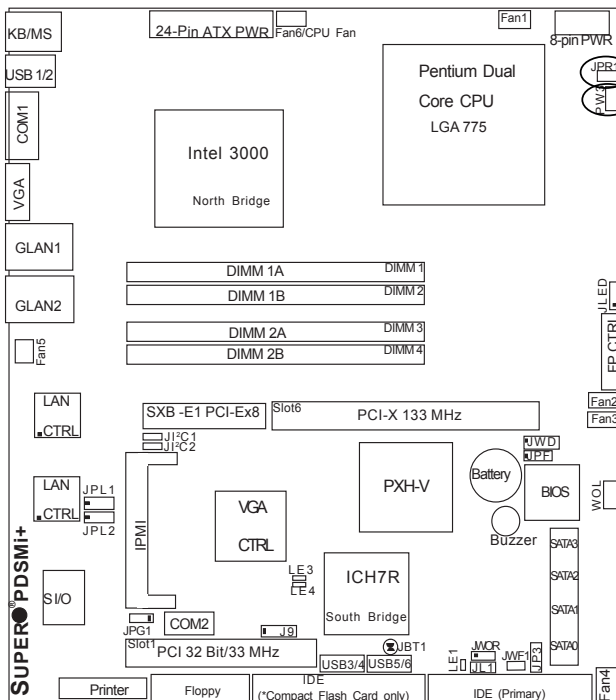 KB/MS
24-Pin ATX PWR
Fan6/CPU Fan
Fan1
8-pin PWR
USB 1/2
JPR1
PW3
Pentium Dual
Core CPU
LGA 775
COM1
Intel 3000
North Bridge
VGA
GLAN1
GLAN2
DIMM 1A DIMM 1
DIMM 1B DIMM 2
DIMM 2A DIMM 3
DIMM 2B DIMM 4
JLED
FP CTRL
Fan5
Fan2
Fan3
LAN
CTRL
SXB -E1 PCI-Ex8
Slot6
PCI-X 133 MHz
JI²C1
JI²C2
JWD
JPF
LAN
CTRL
JPL1
JPL2
IPMI
VGA
CTRL
PXH-V
Battery
BIOS
WOL
Buzzer
SUPER® PDSMi+
S I/O
LE3
LE4
ICH7R
South Bridge
SATA3
SATA2
SATA1
SATA0
JPG1
COM2
J9
Slot1
PCI 32 Bit/33 MHz
JBT1
USB3/4
USB5/6
LE1
JWOR
JL1
JWF1
JP3
Fan4
Printer
Floppy
IDE
(*Compact Flash Card only)
IDE (Primary)